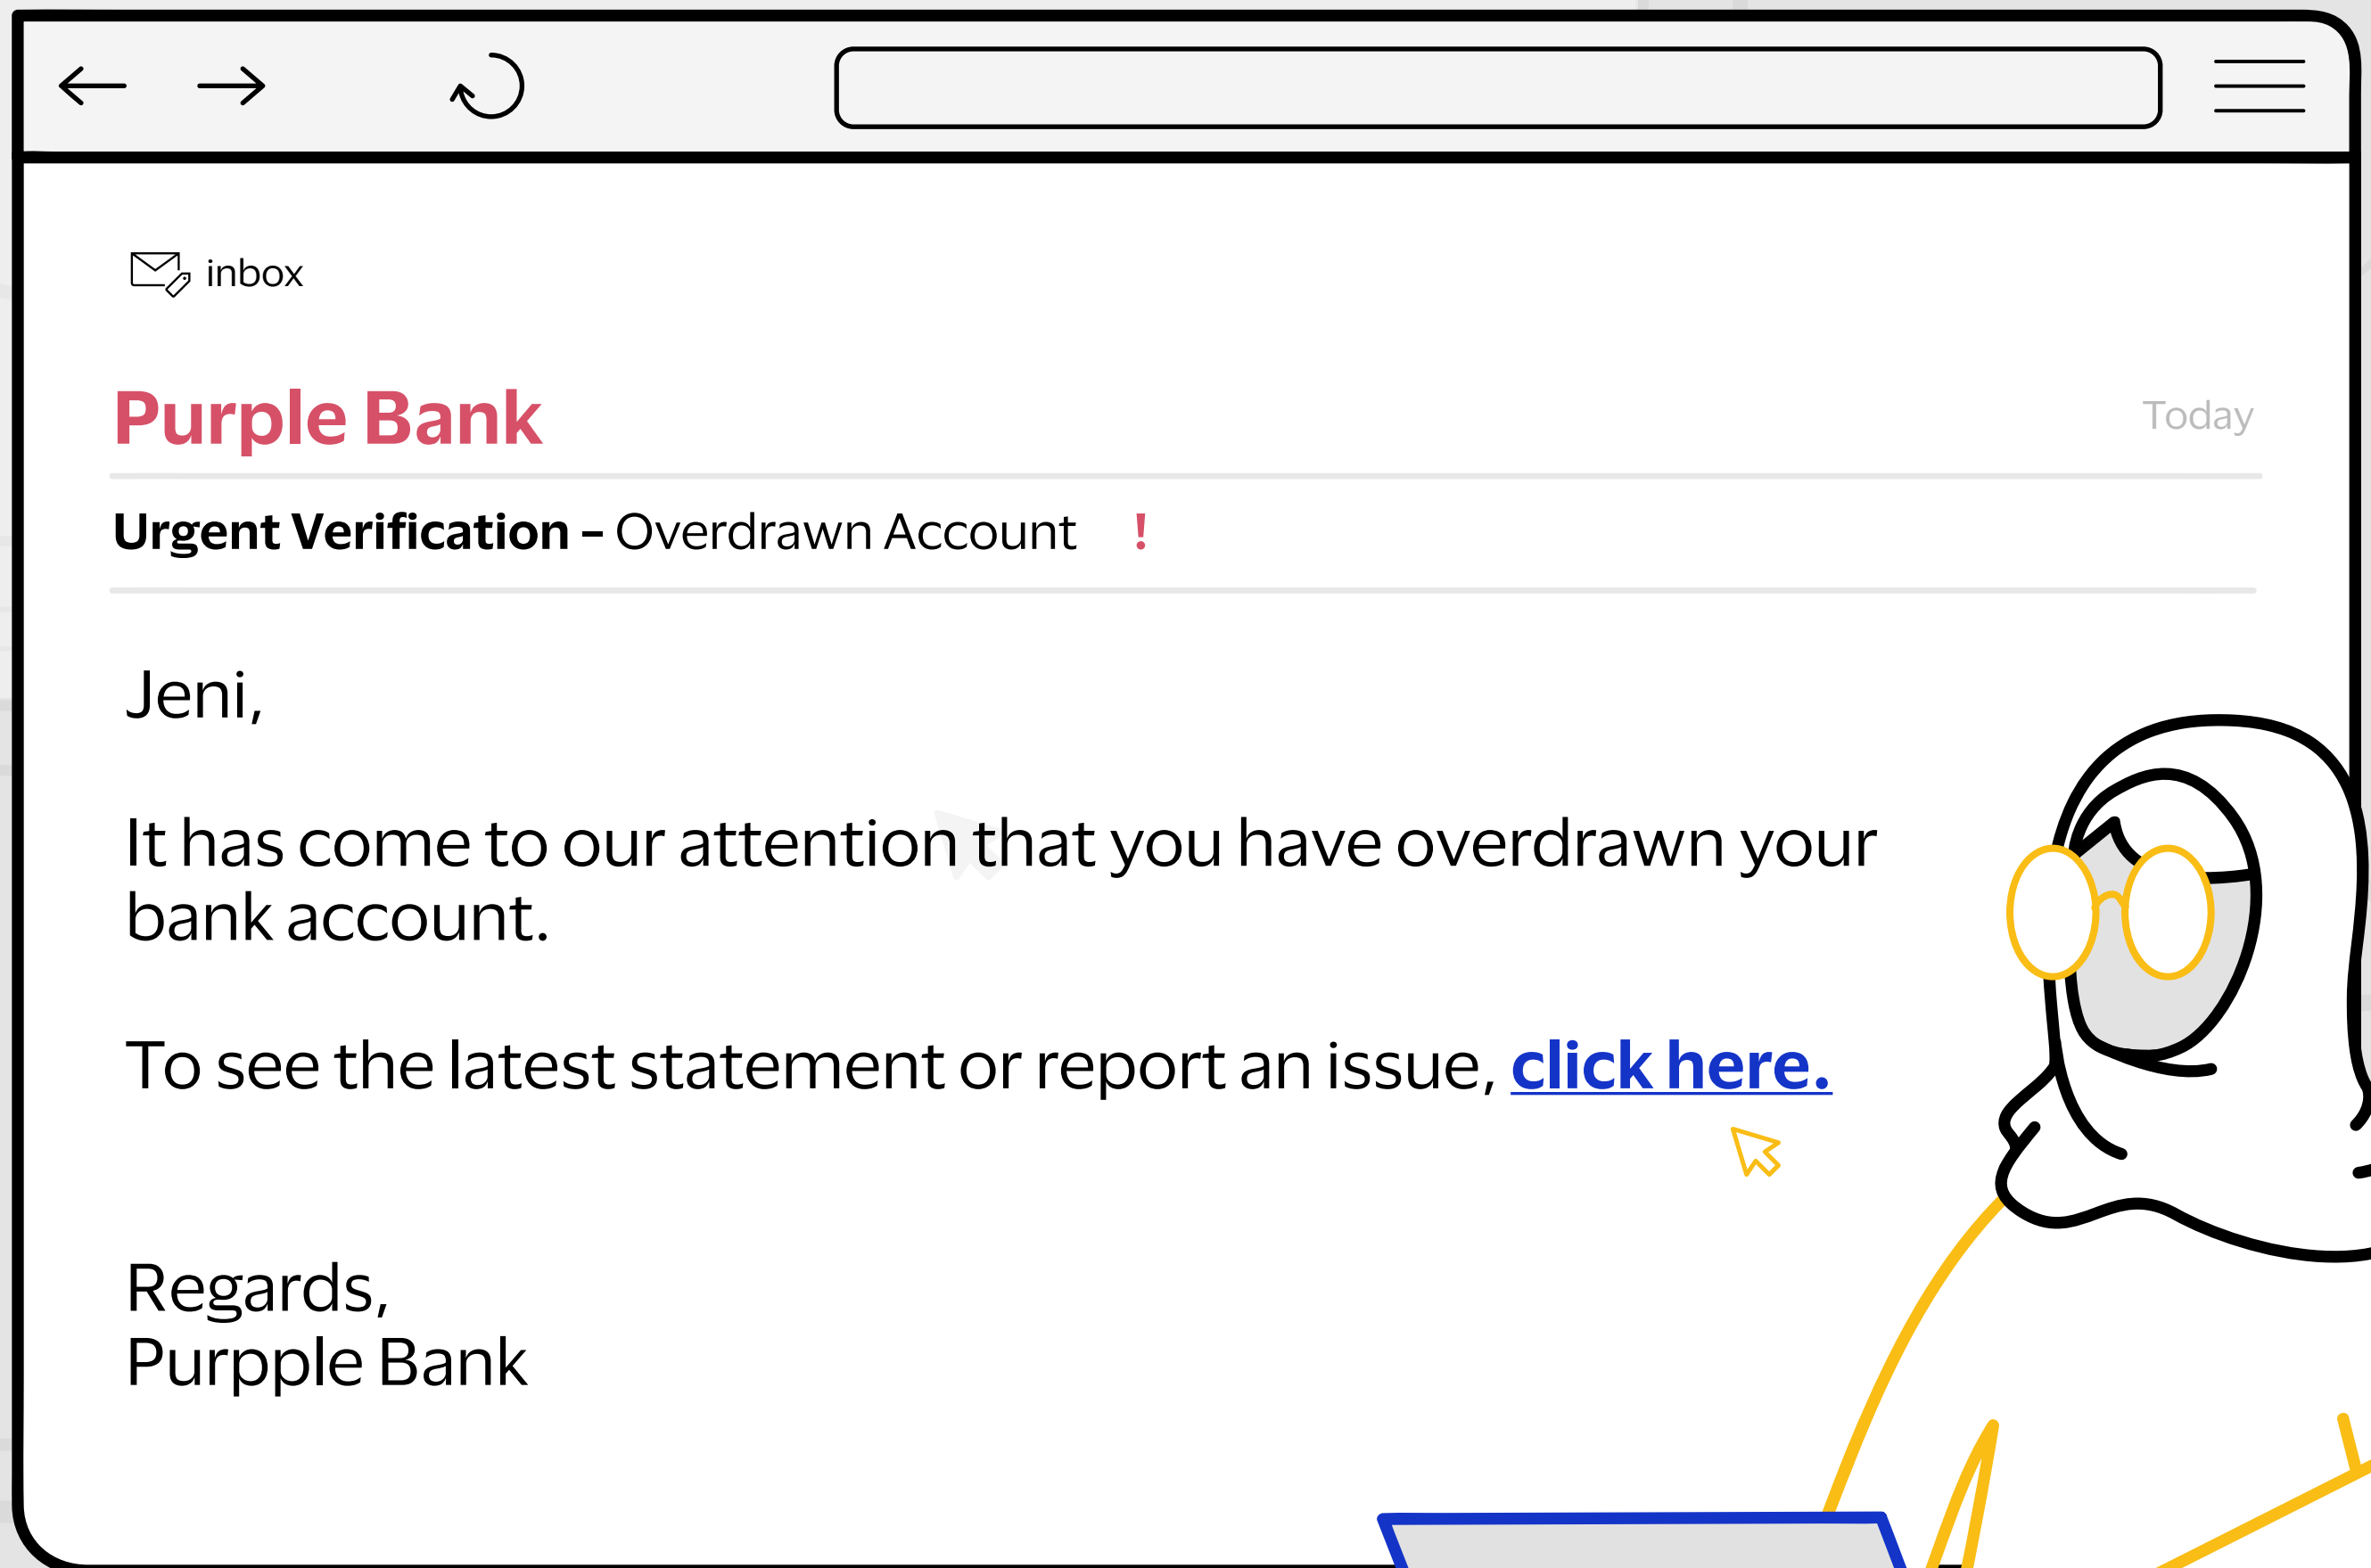 inbox
Purple Bank
Today
Urgent Verification – Overdrawn Account !
Jeni,
It has come to our attention that you have overdrawn your
bank account.
To see the latest statement or report an issue, click here.
Regards,
Purpple Bank